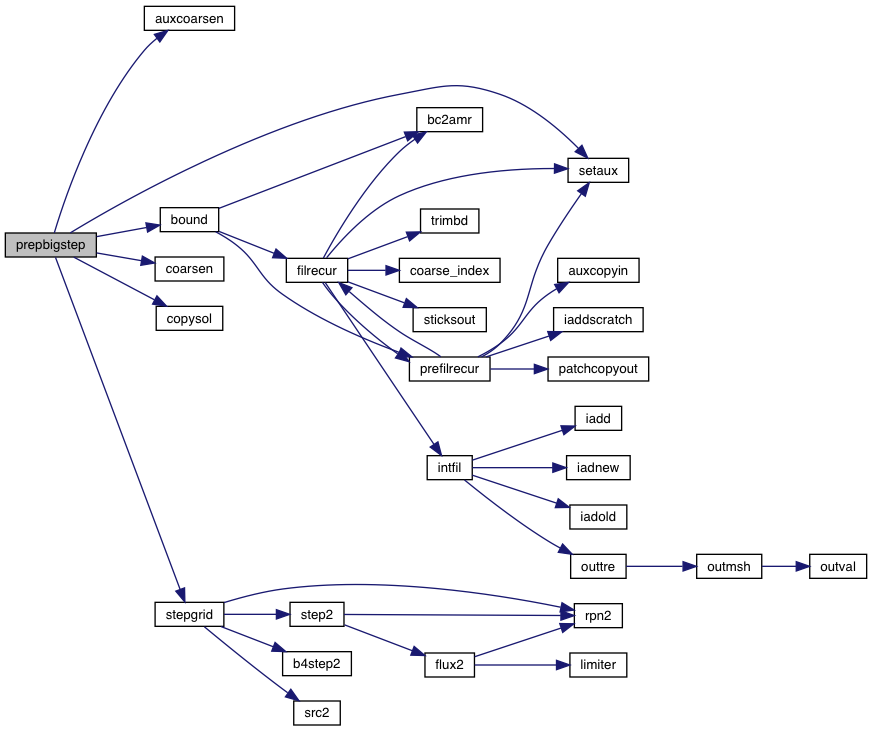 auxcoarsen
bc2amr
setaux
bound
trimbd
prepbigstep
filrecur
coarse_index
auxcopyin
coarsen
copysol
sticksout
iaddscratch
prefilrecur
patchcopyout
iadd
intfil
iadnew
iadold
outtre
outmsh
outval
stepgrid
step2
rpn2
b4step2
flux2
limiter
src2